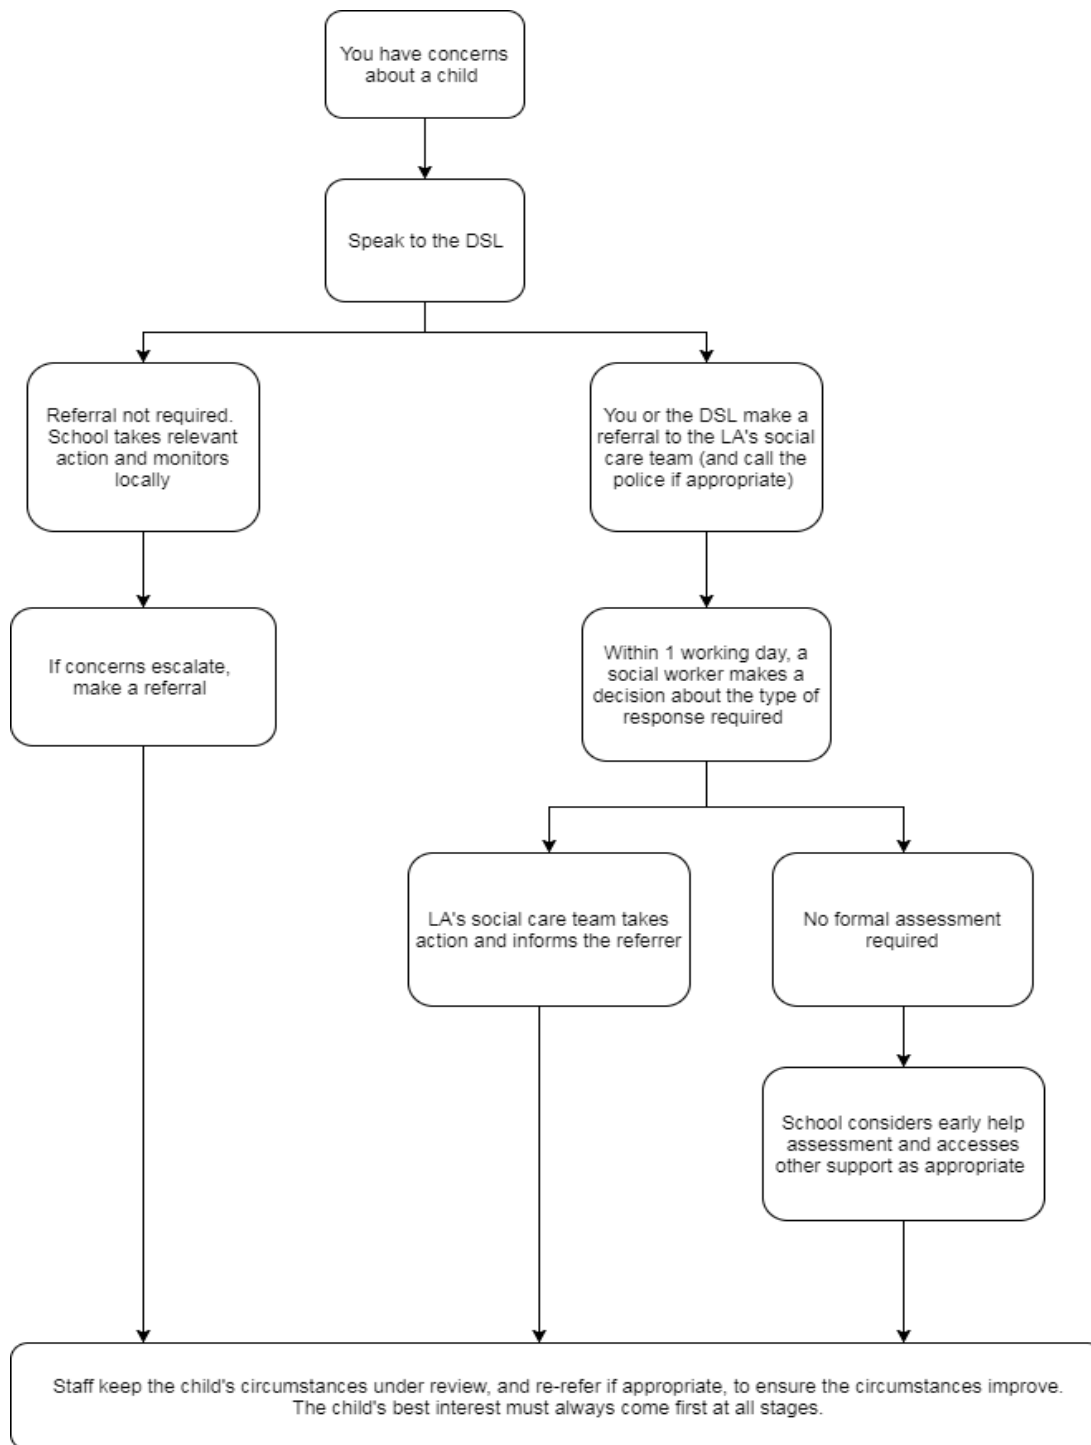 You have concerns
about a child
Speak to the DSL
Referral not required.
School takes relevant
action and monitors
locally
You or the DSL make a
referral to the LA's social
care team (and call the
police if appropriate)
If concerns escalate,
make a referral
Within 1 working day, a
social worker makes a
decision about the type of
response required
LA's social care team takes
action and informs the referrer
No formal assessment
required
School considers early help
assessment and accesses
other support as appropriate
Staff keep the child's circumstances under review, and re-refer if appropriate, to ensure the circumstances improve.
The child's best interest must always come first at all stages.